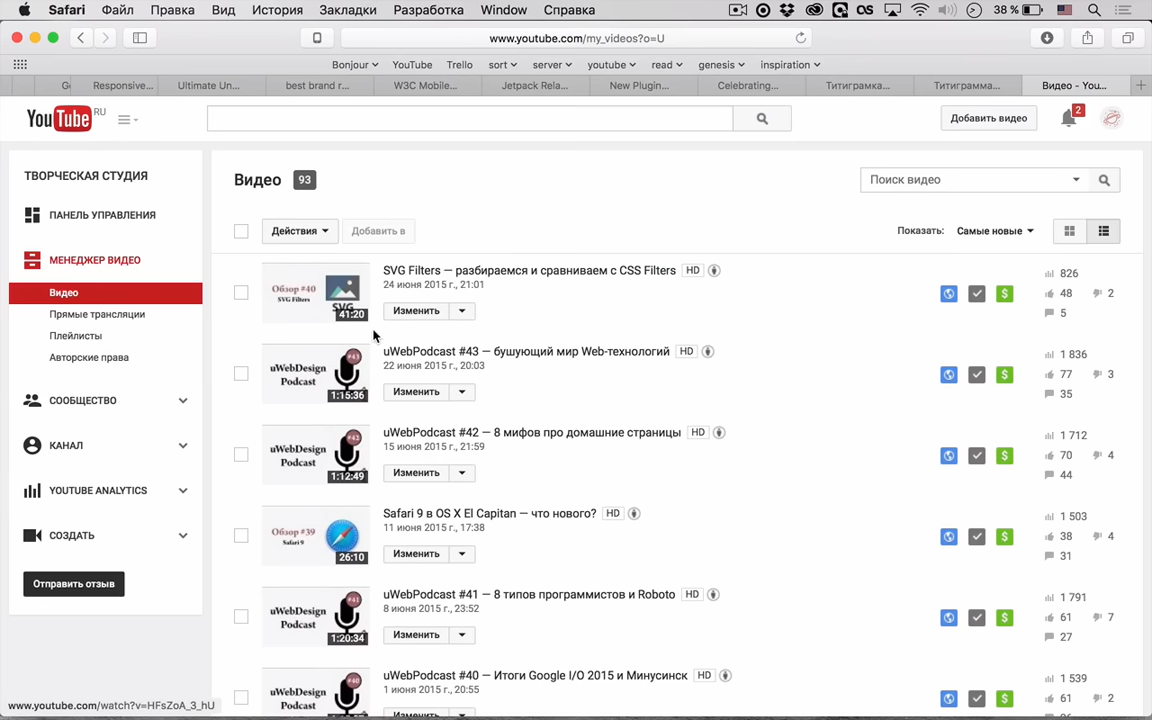 Safari Файл Правка Вид История Закладки Разработка Window Справка 38 %
www.youtube.com/my_videos?o=U
Bonjour YouTube Trello sort server youtube read genesis inspiration
Responsive... Ultimate Un... best brand r... W3C Mobile... Jetpack Rela... New Plugin... Celebrating... Титиграмка... Титиграмма... Видео - You...
YouTube RU Добавить видео 2
ТВОРЧЕСКАЯ СТУДИЯ
ПАНЕЛЬ УПРАВЛЕНИЯ
МЕНЕДЖЕР ВИДЕО
Видео
Прямые трансляции
Плейлисты
Авторские права
СООБЩЕСТВО
КАНАЛ
YOUTUBE ANALYTICS
СОЗДАТЬ
Отправить отзыв
Видео 93
Поиск видео
Действия Добавить в
Показать: Самые новые
Обзор #40
SVG Filters
SVG
41:20
SVG Filters — разбираемся и сравниваем с CSS Filters HD
24 июня 2015 г., 21:01
Изменить
826
48 2
5
uWebDesign
Podcast
#43
1:15:36
uWebPodcast #43 — бушующий мир Web-технологий HD
22 июня 2015 г., 20:03
Изменить
1 836
77 3
35
uWebDesign
Podcast
1:12:49
uWebPodcast #42 — 8 мифов про домашние страницы HD
15 июня 2015 г., 21:59
Изменить
1 712
70 4
44
Обзор #39
Safari 9
26:10
Safari 9 в OS X El Capitan — что нового? HD
11 июня 2015 г., 17:38
Изменить
1 503
38 4
31
uWebDesign
Podcast
#41
1:20:34
uWebPodcast #41 — 8 типов программистов и Roboto HD
8 июня 2015 г., 23:52
Изменить
1 791
61 7
27
uWebDesign
Podcast
uWebPodcast #40 — Итоги Google I/O 2015 и Минусинск HD
1 июня 2015 г., 20:55
Изменить
1 539
61 2
www.youtube.com/watch?v=HFsZoA_3_hU